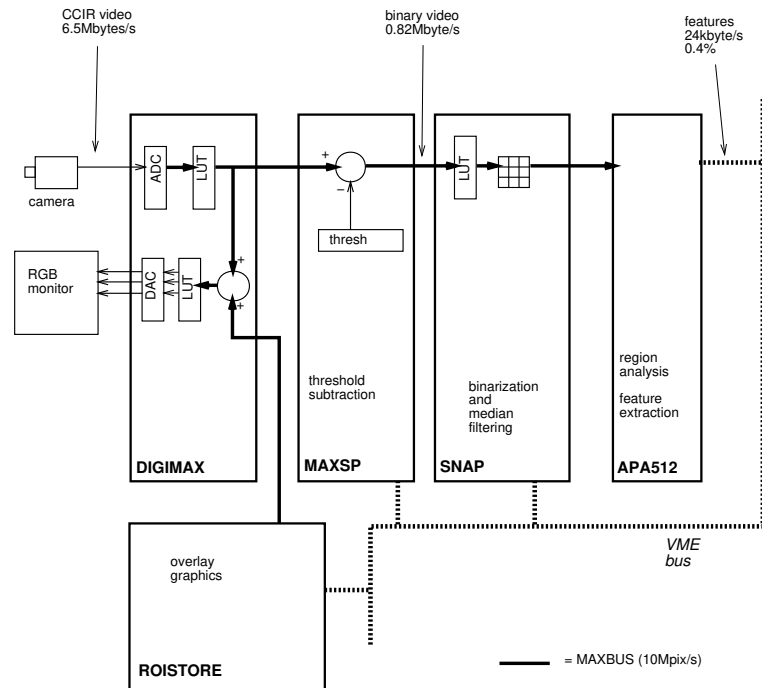 CCIR video
6.5Mbytes/s
binary video
0.82Mbyte/s
features
24kbyte/s
0.4%
camera
ADC
LUT
+
−
thresh
LUT
RGB
monitor
DAC
LUT
+
+
threshold
subtraction
binarization
and
median
filtering
region
analysis
feature
extraction
DIGIMAX
MAXSP
SNAP
APA512
VME
bus
overlay
graphics
ROISTORE
= MAXBUS (10Mpix/s)